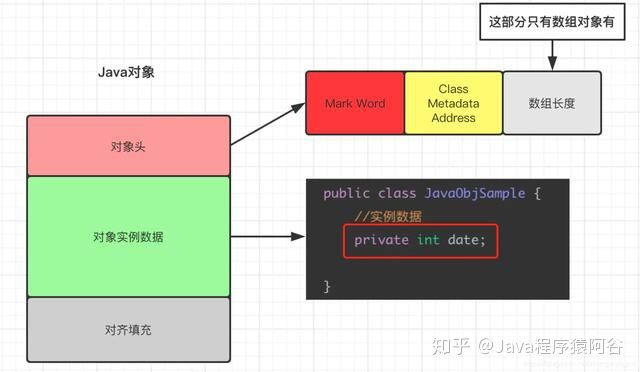 这部分只有数组对象有
Java对象
Mark Word
Class
Metadata
Address
数组长度
对象头
对象实例数据
public class JavaObjSample {
//实例数据
private int date;
}
对齐填充
知乎 @Java程序猿阿谷